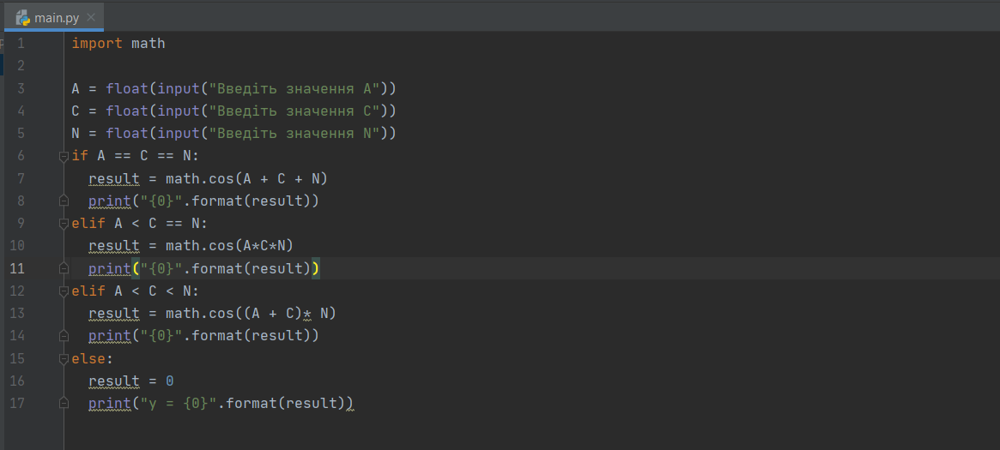 main.py
1 import math
2
3 A = float(input("Введіть значення A"))
4 C = float(input("Введіть значення C"))
5 N = float(input("Введіть значення N"))
6 if A == C == N:
7   result = math.cos(A + C + N)
8   print("{0}".format(result))
9 elif A < C == N:
10   result = math.cos(A*C*N)
11   print("{0}".format(result))
12 elif A < C < N:
13   result = math.cos((A + C)* N)
14   print("{0}".format(result))
15 else:
16   result = 0
17   print("y = {0}".format(result))